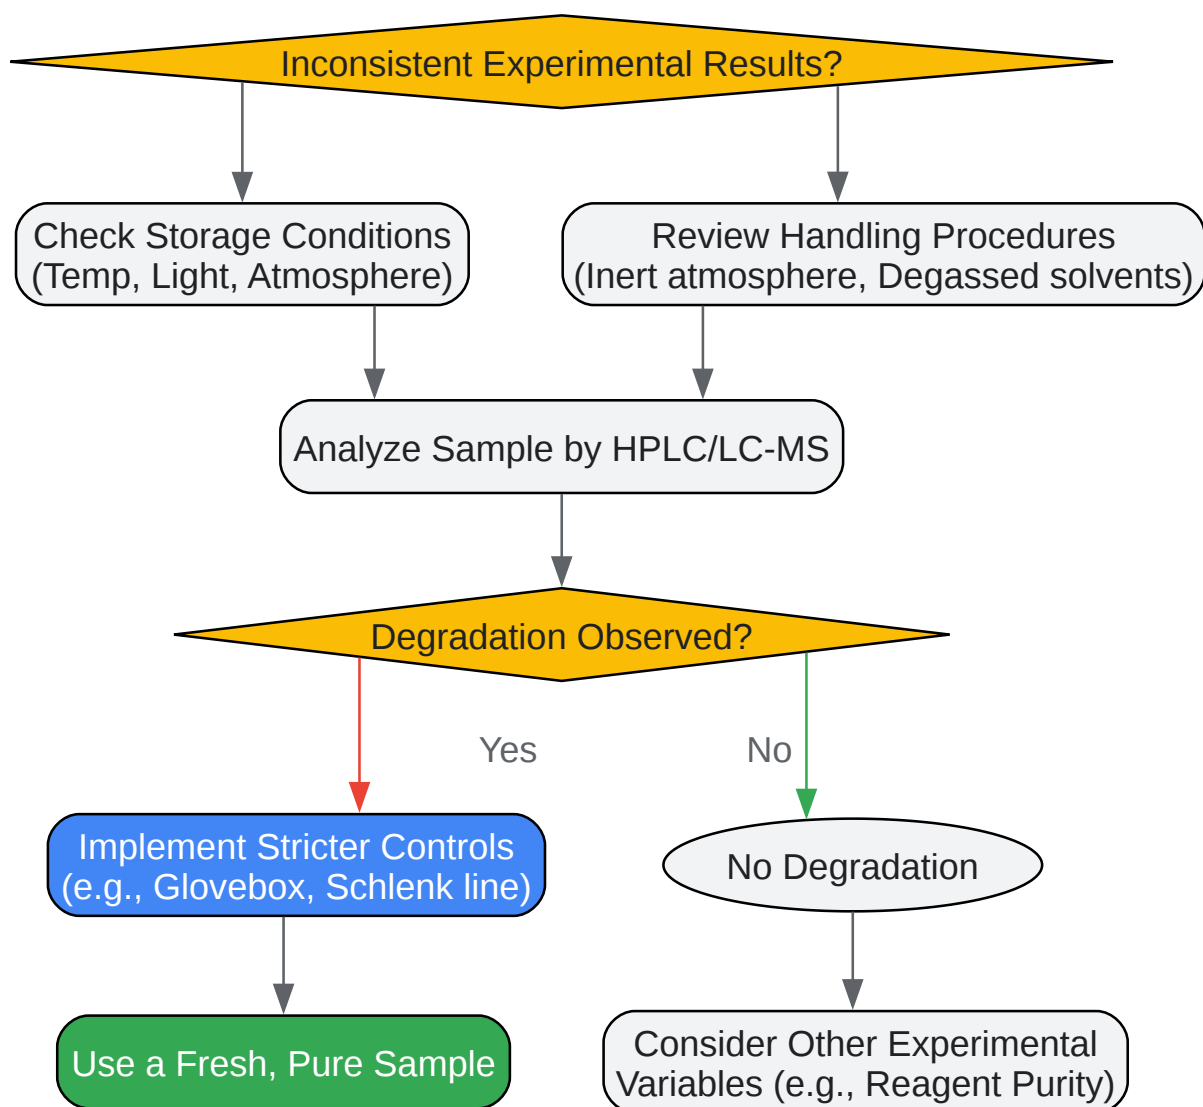 Inconsistent Experimental Results?
Check Storage Conditions
(Temp, Light, Atmosphere)
Review Handling Procedures
(Inert atmosphere, Degassed solvents)
Analyze Sample by HPLC/LC-MS
Degradation Observed?
Yes
No
Implement Stricter Controls
(e.g., Glovebox, Schlenk line)
No Degradation
Use a Fresh, Pure Sample
Consider Other Experimental
Variables (e.g., Reagent Purity)